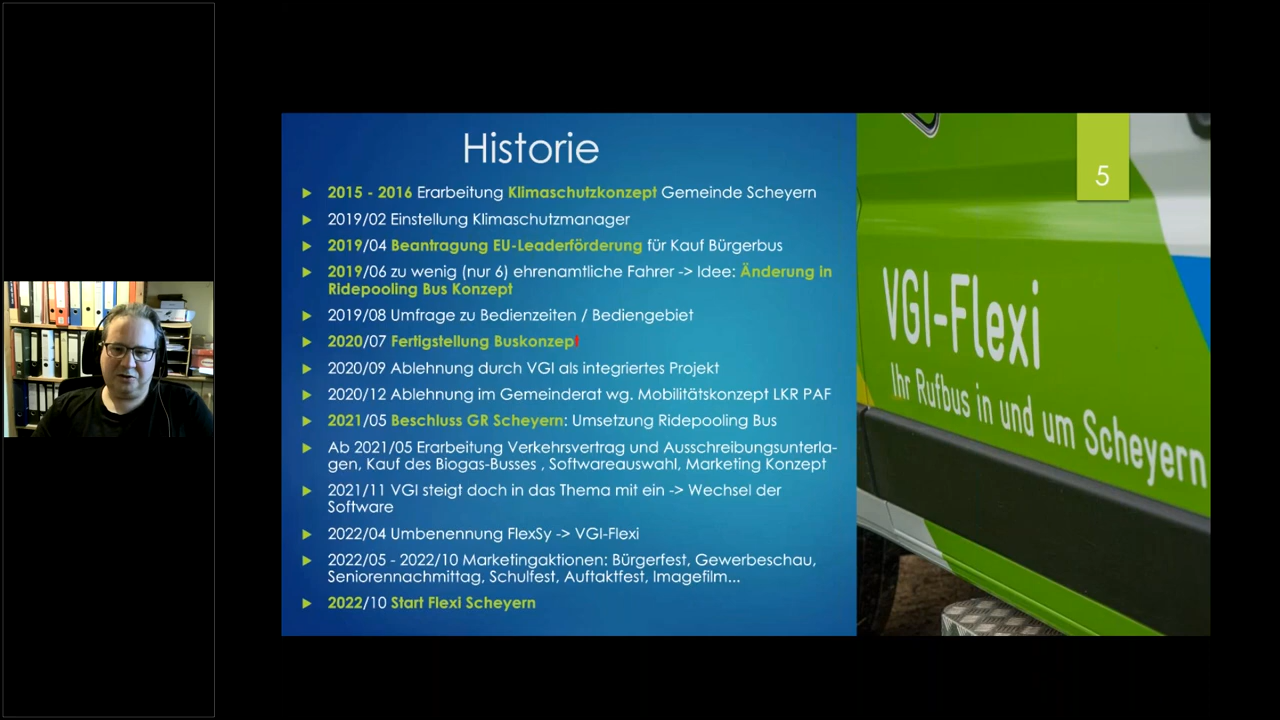 Historie
2015 - 2016 Erarbeitung Klimaschutzkonzept Gemeinde Scheyern
2019/02 Einstellung Klimaschutzmanager
2019/04 Beantragung EU-Leaderförderung für Kauf Bürgerbus
2019/06 zu wenig (nur 6) ehrenamtliche Fahrer -> Idee: Änderung in
Ridepooling Bus Konzept
2019/08 Umfrage zu Bedienzeiten / Bediengebiet
2020/07 Fertigstellung Buskonzept
2020/09 Ablehnung durch VGI als integriertes Projekt
2020/12 Ablehnung im Gemeinderat wg. Mobilitätskonzept LKR PAF
2021/05 Beschluss GR Scheyern: Umsetzung Ridepooling Bus
Ab 2021/05 Erarbeitung Verkehrsvertrag und Ausschreibungsunterla-
gen, Kauf des Biogas-Busses , Softwareauswahl, Marketing Konzept
2021/11 VGI steigt doch in das Thema mit ein -> Wechsel der
Software
2022/04 Umbenennung FlexSy -> VGI-Flexi
2022/05 - 2022/10 Marketingaktionen: Bürgerfest, Gewerbeschau,
Seniorennachmittag, Schulfest, Auftaktfest, Imagefilm...
2022/10 Start Flexi Scheyern
5
VGI-Flexi
Ihr Rufbus in und um Scheyern